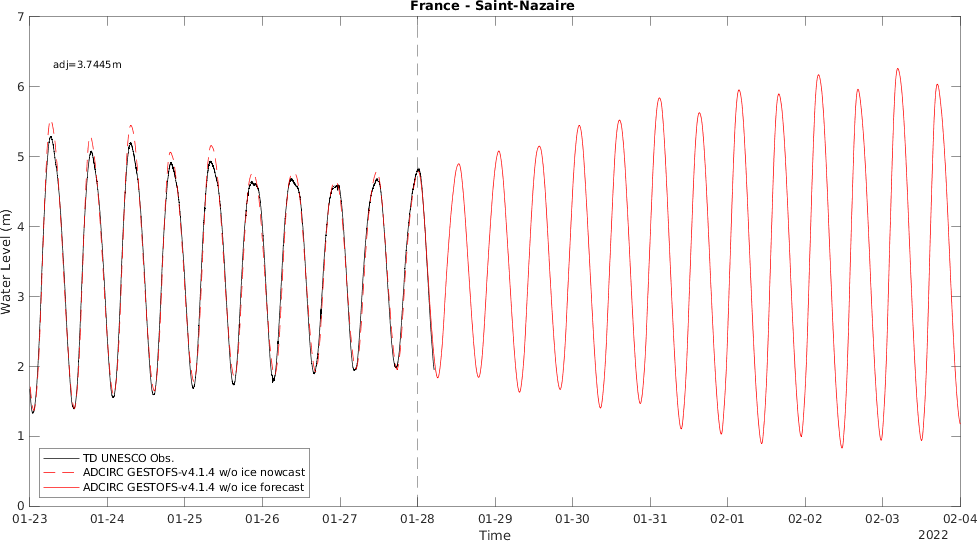 France - Saint-Nazaire
7
adj=3.7445m
6
5
4
Water Level (m)
3
2
1
TD UNESCO Obs.
ADCIRC GESTOFS-v4.1.4 w/o ice nowcast
ADCIRC GESTOFS-v4.1.4 w/o ice forecast
0
01-23 01-24 01-25 01-26 01-27 01-28 01-29 01-30 01-31 02-01 02-02 02-03 02-04
Time
2022